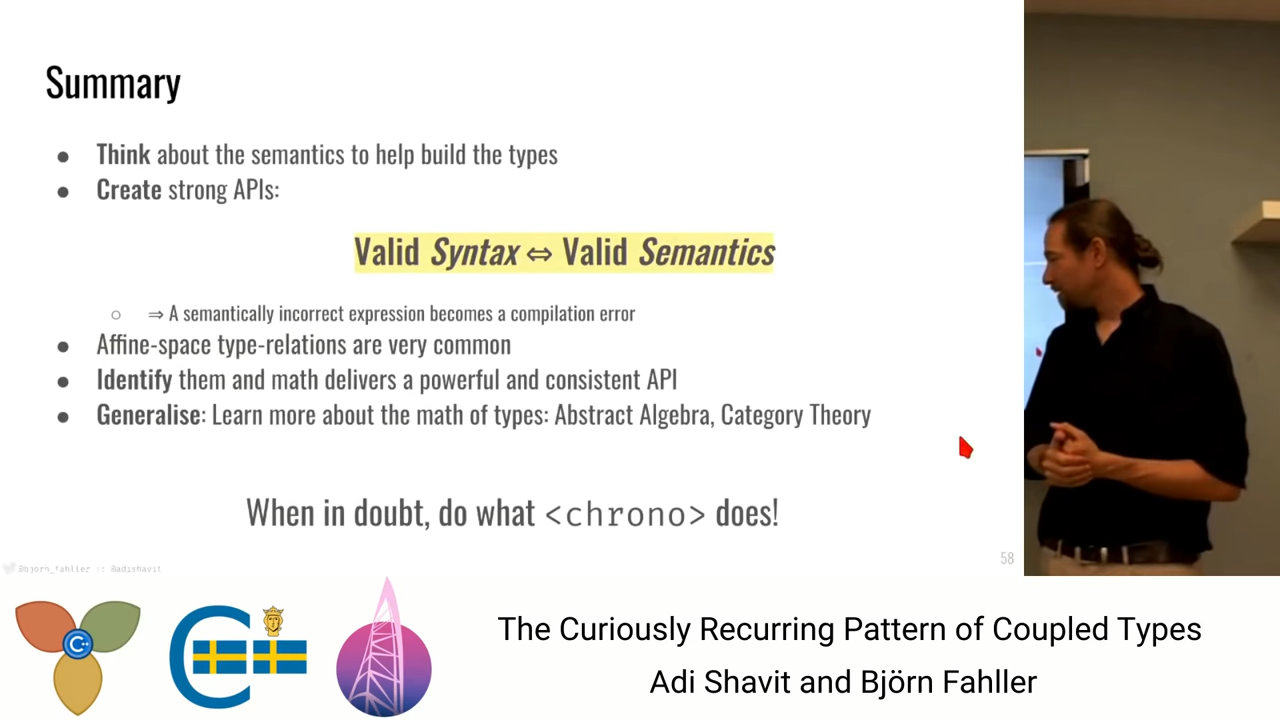 Summary
● Think about the semantics to help build the types
● Create strong APIs:
Valid Syntax ⇔ Valid Semantics
○ ⇒ A semantically incorrect expression becomes a compilation error
● Affine-space type-relations are very common
● Identify them and math delivers a powerful and consistent API
● Generalise: Learn more about the math of types: Abstract Algebra, Category Theory
When in doubt, do what <chrono> does!
58
@bjorn_fahller :: @adishavit
C++
The Curiously Recurring Pattern of Coupled Types
Adi Shavit and Björn Fahller